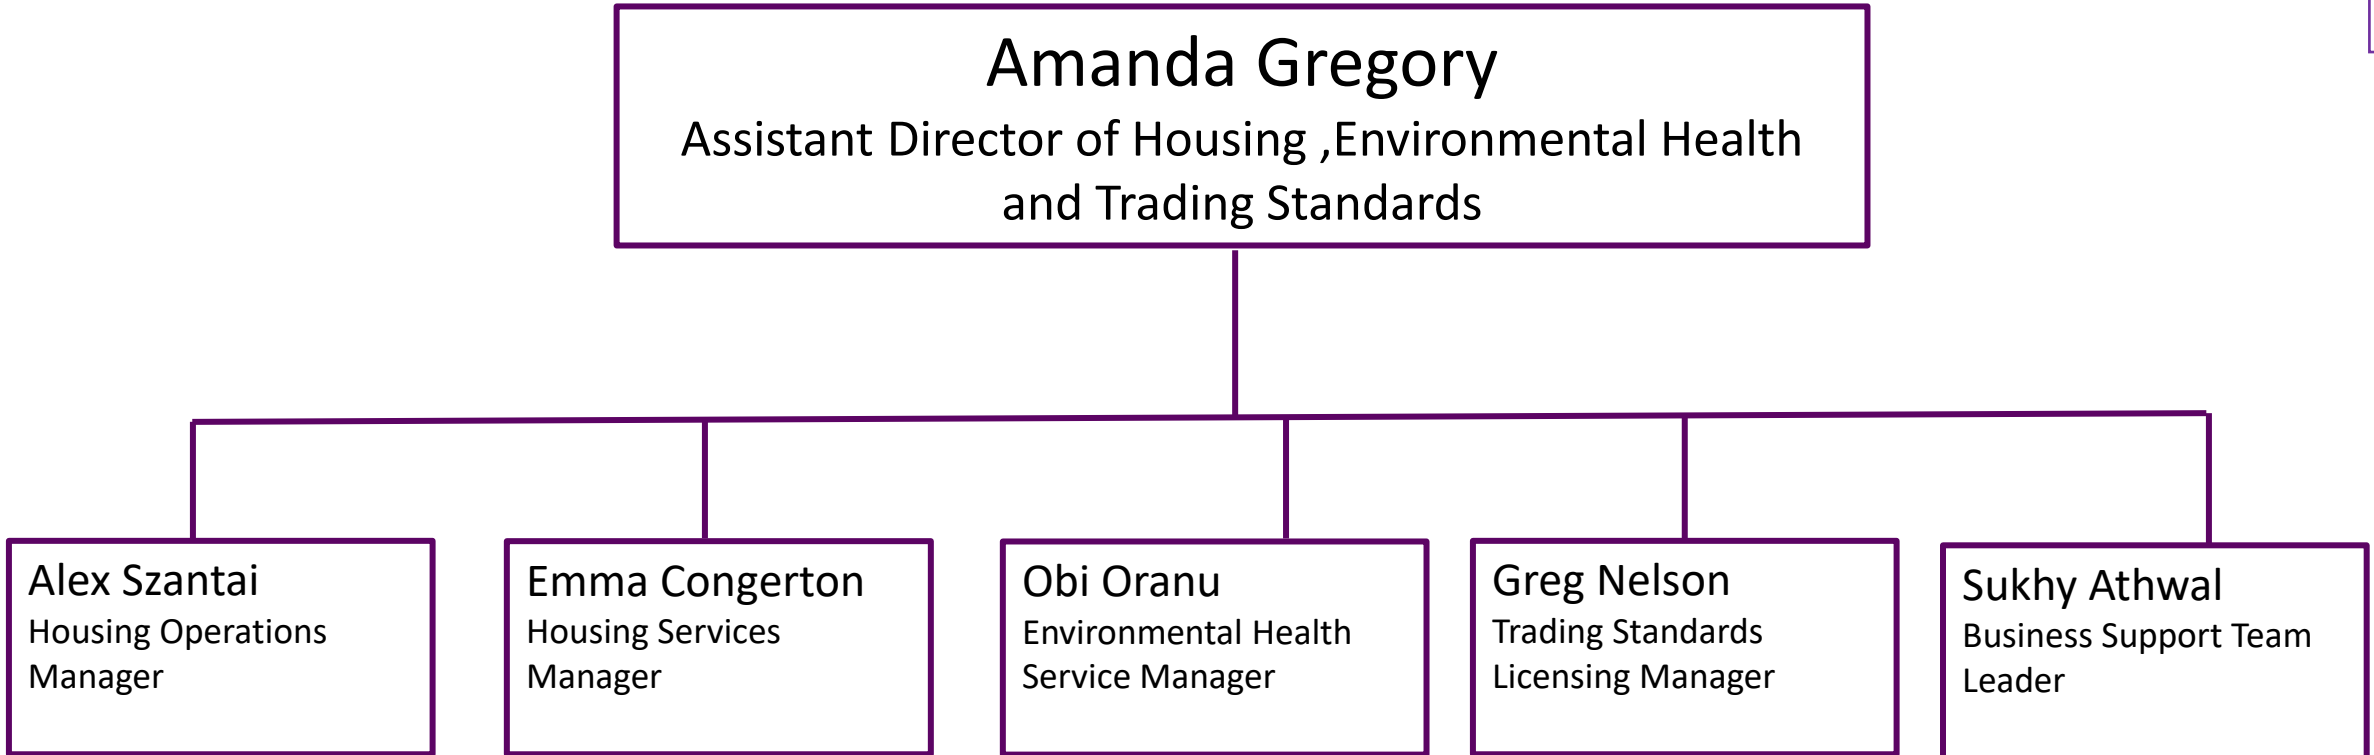 Amanda Gregory
Assistant Director of Housing ,Environmental Health
and Trading Standards
Alex Szantai
Housing Operations
Manager
Emma Congerton
Housing Services
Manager
Obi Oranu
Environmental Health
Service Manager
Greg Nelson
Trading Standards
Licensing Manager
Sukhy Athwal
Business Support Team
Leader